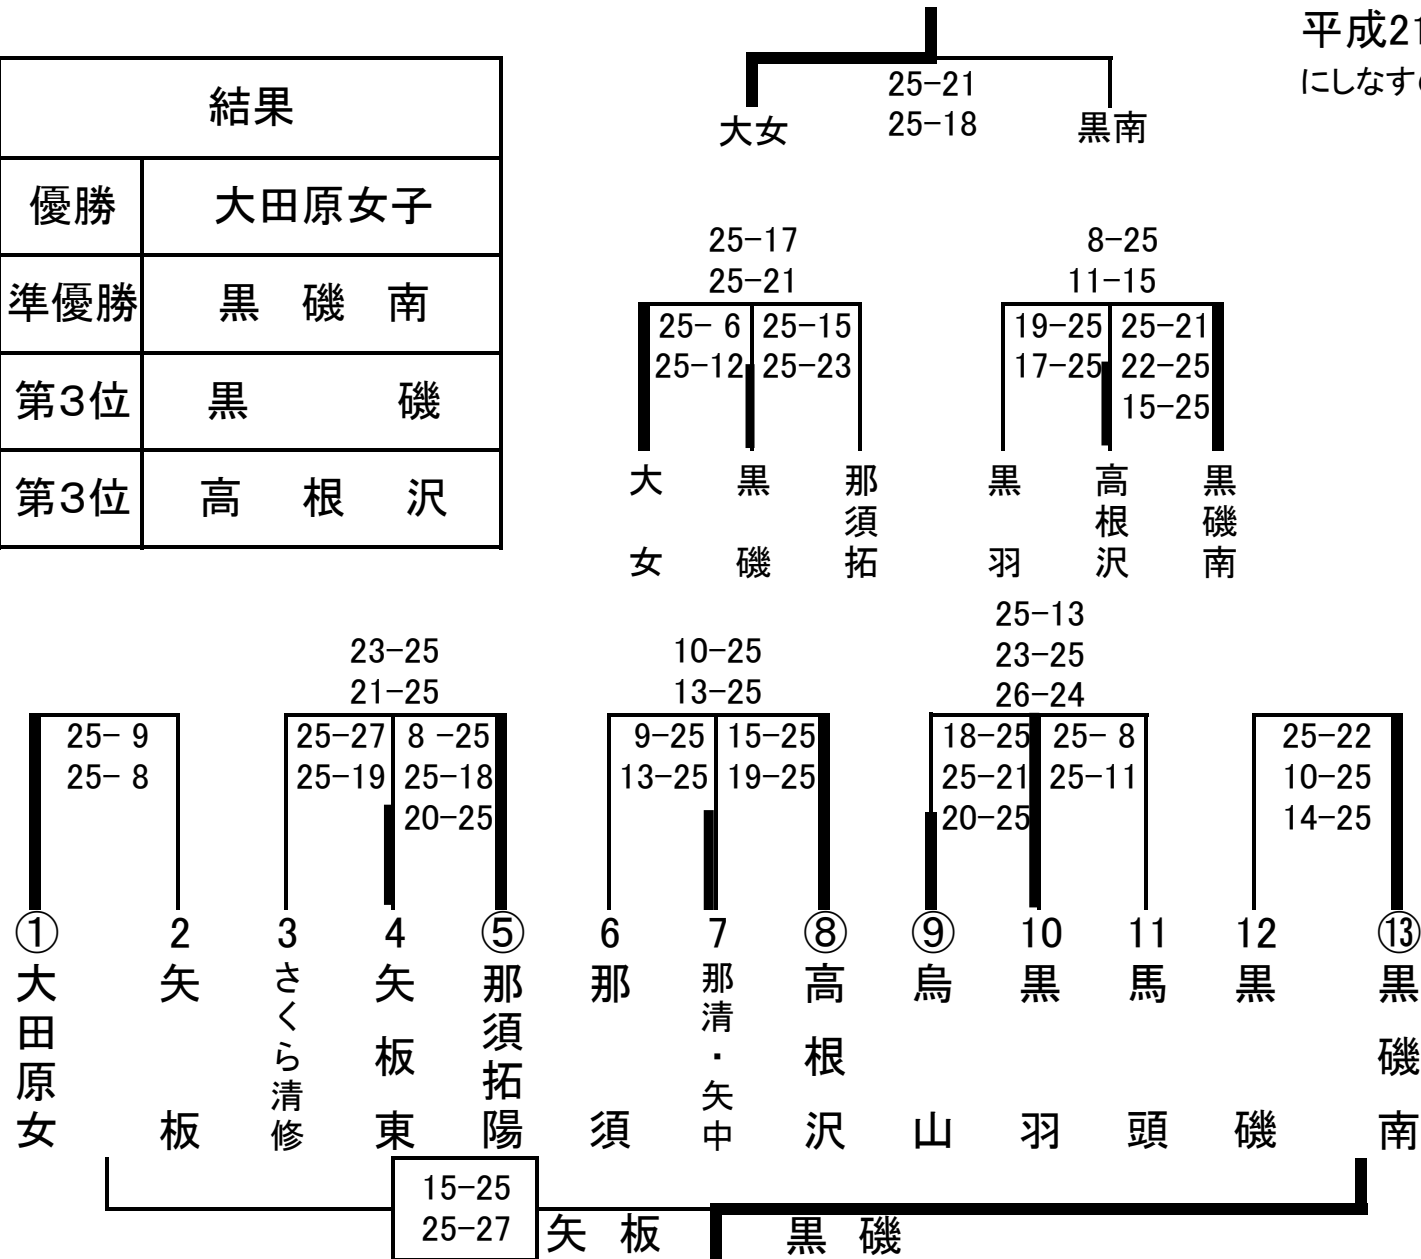 平成21
にしなすの
結果
優勝 大田原女子
準優勝 黒 磯 南
第3位 黒 磯
第3位 高 根 沢
25-21
25-18
大女 黒南
25-17 8-25
25-21 11-15
25- 6 25-15 19-25 25-21
25-12 25-23 17-25 22-25
15-25
大女 黒磯 那須拓 黒羽 高根沢 黒磯南
25-13
23-25 10-25 23-25
21-25 13-25 26-24
25- 9 25-27 8 -25 9-25 15-25 18-25 25- 8 25-22
25- 8 25-19 25-18 13-25 19-25 25-21 25-11 10-25
20-25 20-25 14-25
① 2 3 4 ⑤ 6 7 ⑧ ⑨ 10 11 12 ⑬
大田原女 矢板 さくら清修 矢板東 那須拓陽 那須 那清・矢中 高根沢 烏山 黒羽 馬頭 黒磯 黒磯南
15-25
25-27 矢 板 黒 磯